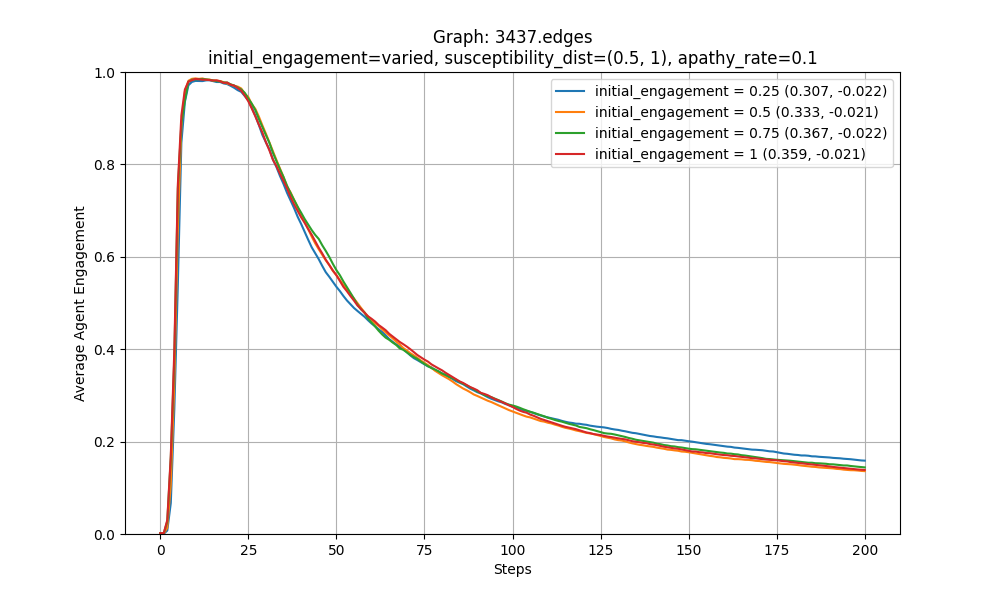 Graph: 3437.edges
initial_engagement=varied, susceptibility_dist=(0.5, 1), apathy_rate=0.1
initial_engagement = 0.25 (0.307, -0.022)
initial_engagement = 0.5 (0.333, -0.021)
initial_engagement = 0.75 (0.367, -0.022)
initial_engagement = 1 (0.359, -0.021)
Average Agent Engagement
1.0
0.8
0.6
0.4
0.2
0.0
0 25 50 75 100 125 150 175 200
Steps